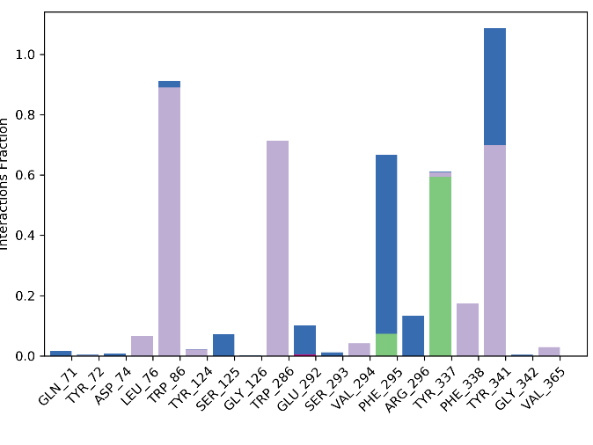 Interactions Fraction
1.0
0.8
0.6
0.4
0.2
0.0
GLN_71
TYR_72
ASP_74
LEU_76
TRP_86
TYR_124
SER_125
GLY_126
TRP_286
GLU_292
SER_293
VAL_294
PHE_295
ARG_296
TYR_337
PHE_338
TYR_341
GLY_342
VAL_365